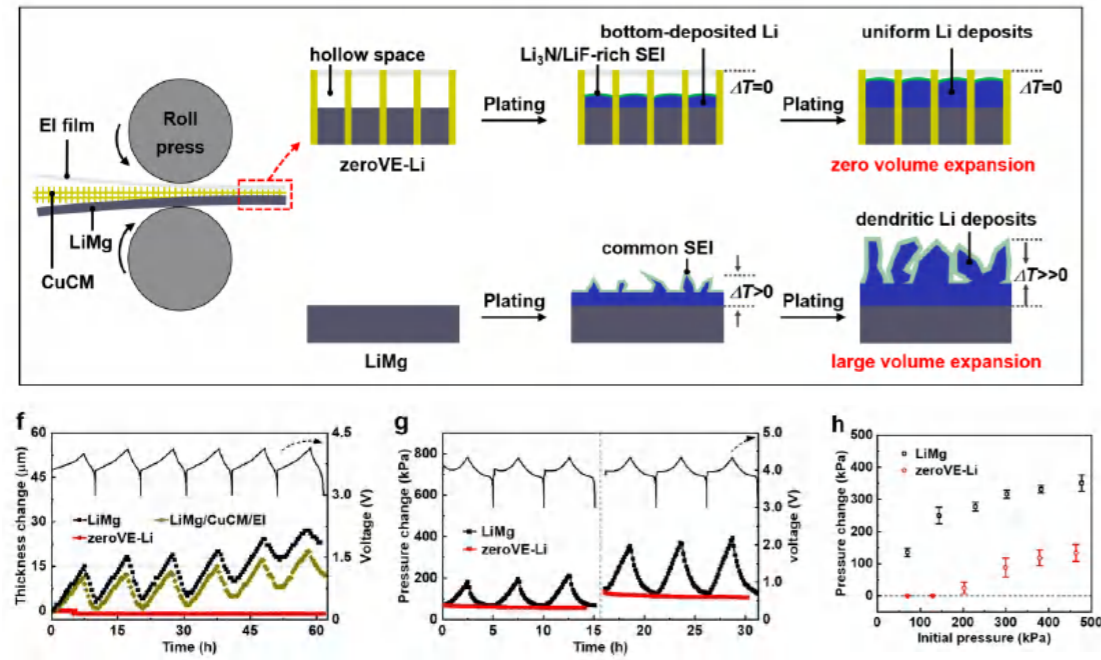 EI film
Roll
press
LiMg
CuCM
hollow space
zeroVE-Li
Plating
bottom-deposited Li
Li₃N/LiF-rich SEI
ΔT=0
Plating
uniform Li deposits
ΔT=0
zero volume expansion
LiMg
Plating
common SEI
ΔT>0
Plating
dendritic Li deposits
ΔT>>0
large volume expansion
f
Thickness change (μm)
60
45
30
15
0
4.5
3.0
1.5
0
Voltage (V)
LiMg
LiMg/CuCM/EI
zeroVE-Li
0 15 30 45 60
Time (h)
g
Pressure change (kPa)
800
600
400
200
0
5.0
4.0
3.0
2.0
1.0
0
voltage (V)
LiMg
zeroVE-Li
0 5 10 15 20 25 30
Time (h)
h
Pressure change (kPa)
500
400
300
200
100
0
LiMg
zeroVE-Li
0 100 200 300 400 500
Initial pressure (kPa)